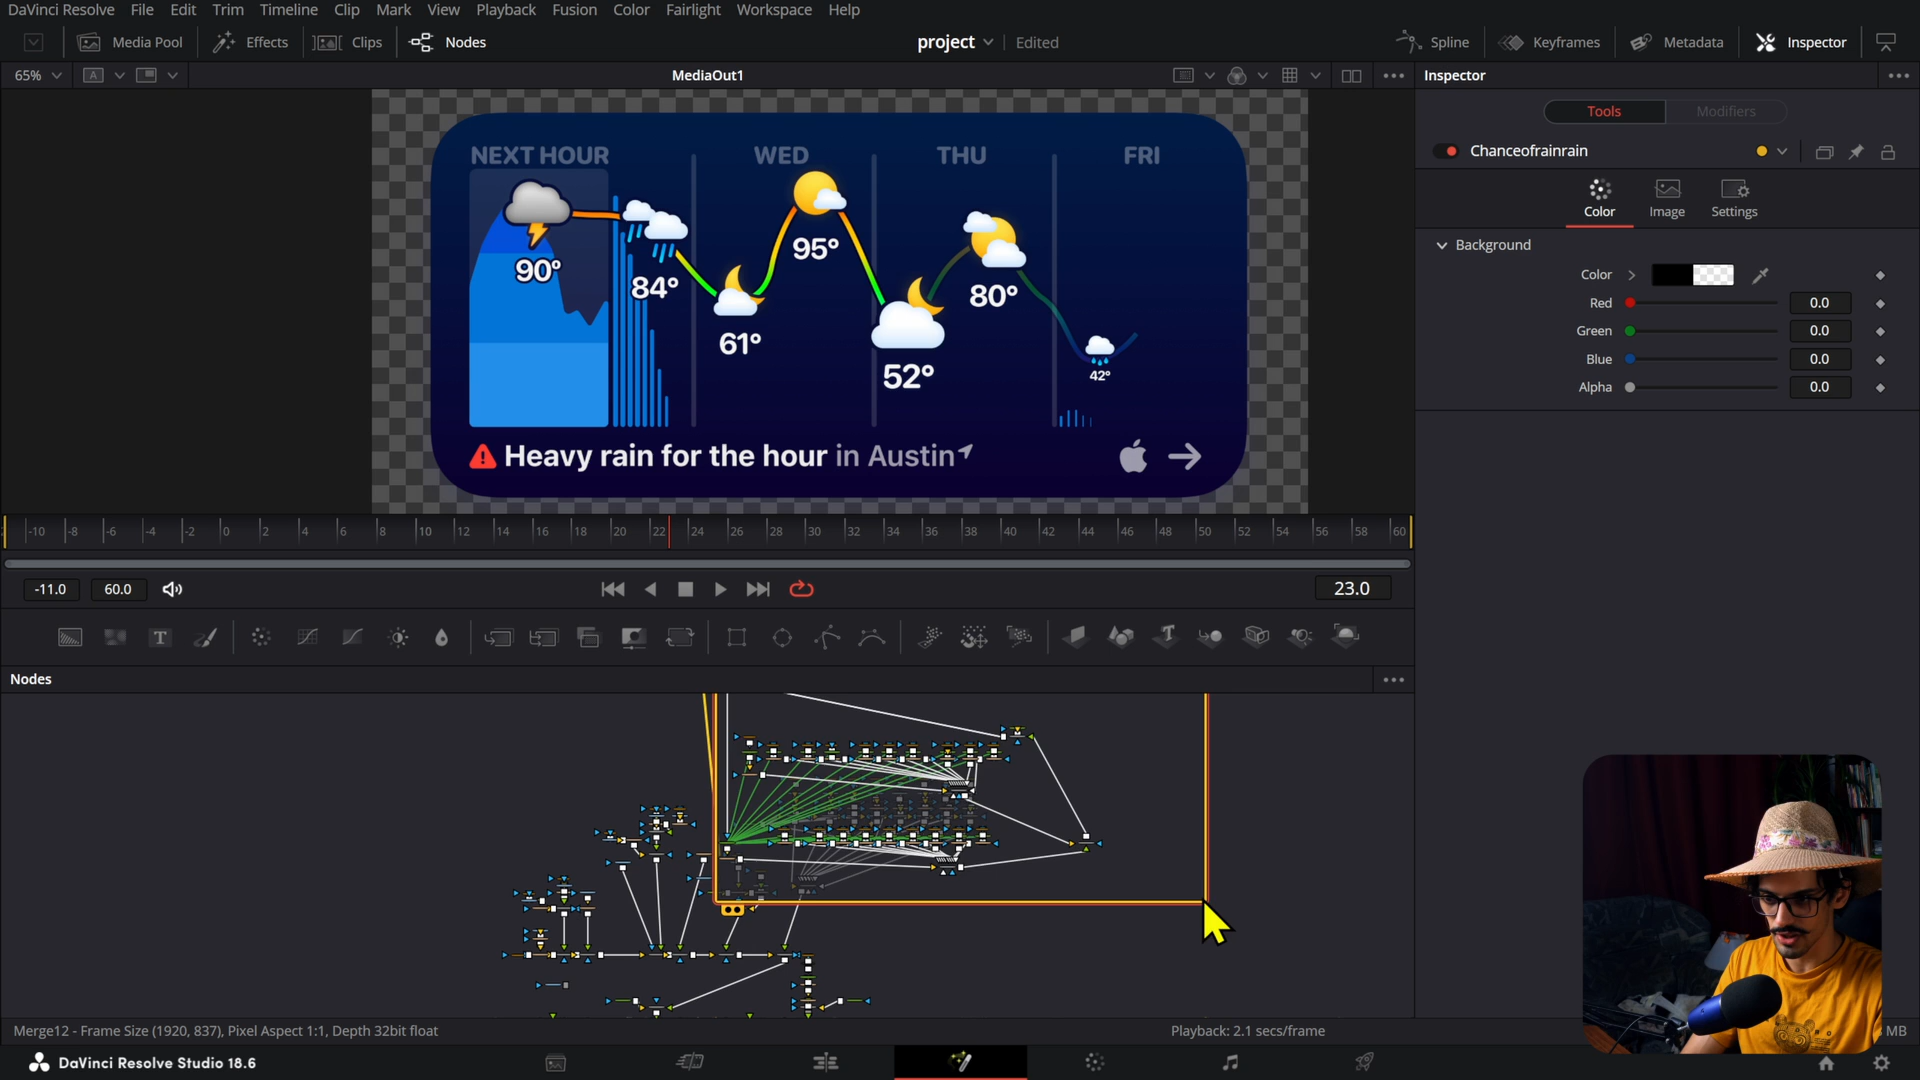 DaVinci Resolve File Edit Trim Timeline Clip Mark View Playback Fusion Color Fairlight Workspace Help
Media Pool Effects Clips Nodes project Edited Spline Keyframes Metadata Inspector
65% A MediaOut1 Inspector
Tools Modifiers
Chanceofrainrain
Color Image Settings
Background
Color
Red 0.0
Green 0.0
Blue 0.0
Alpha 0.0
NEXT HOUR WED THU FRI
90°
84°
61°
95°
52°
80°
42°
Heavy rain for the hour in Austin
-10 -8 -6 -4 -2 0 2 4 6 8 10 12 14 16 18 20 22 24 26 28 30 32 34 36 38 40 42 44 46 48 50 52 54 56 58 60
-11.0 60.0 23.0
T T
Nodes
Merge12 - Frame Size (1920, 837), Pixel Aspect 1:1, Depth 32bit float Playback: 2.1 secs/frame MB
DaVinci Resolve Studio 18.6